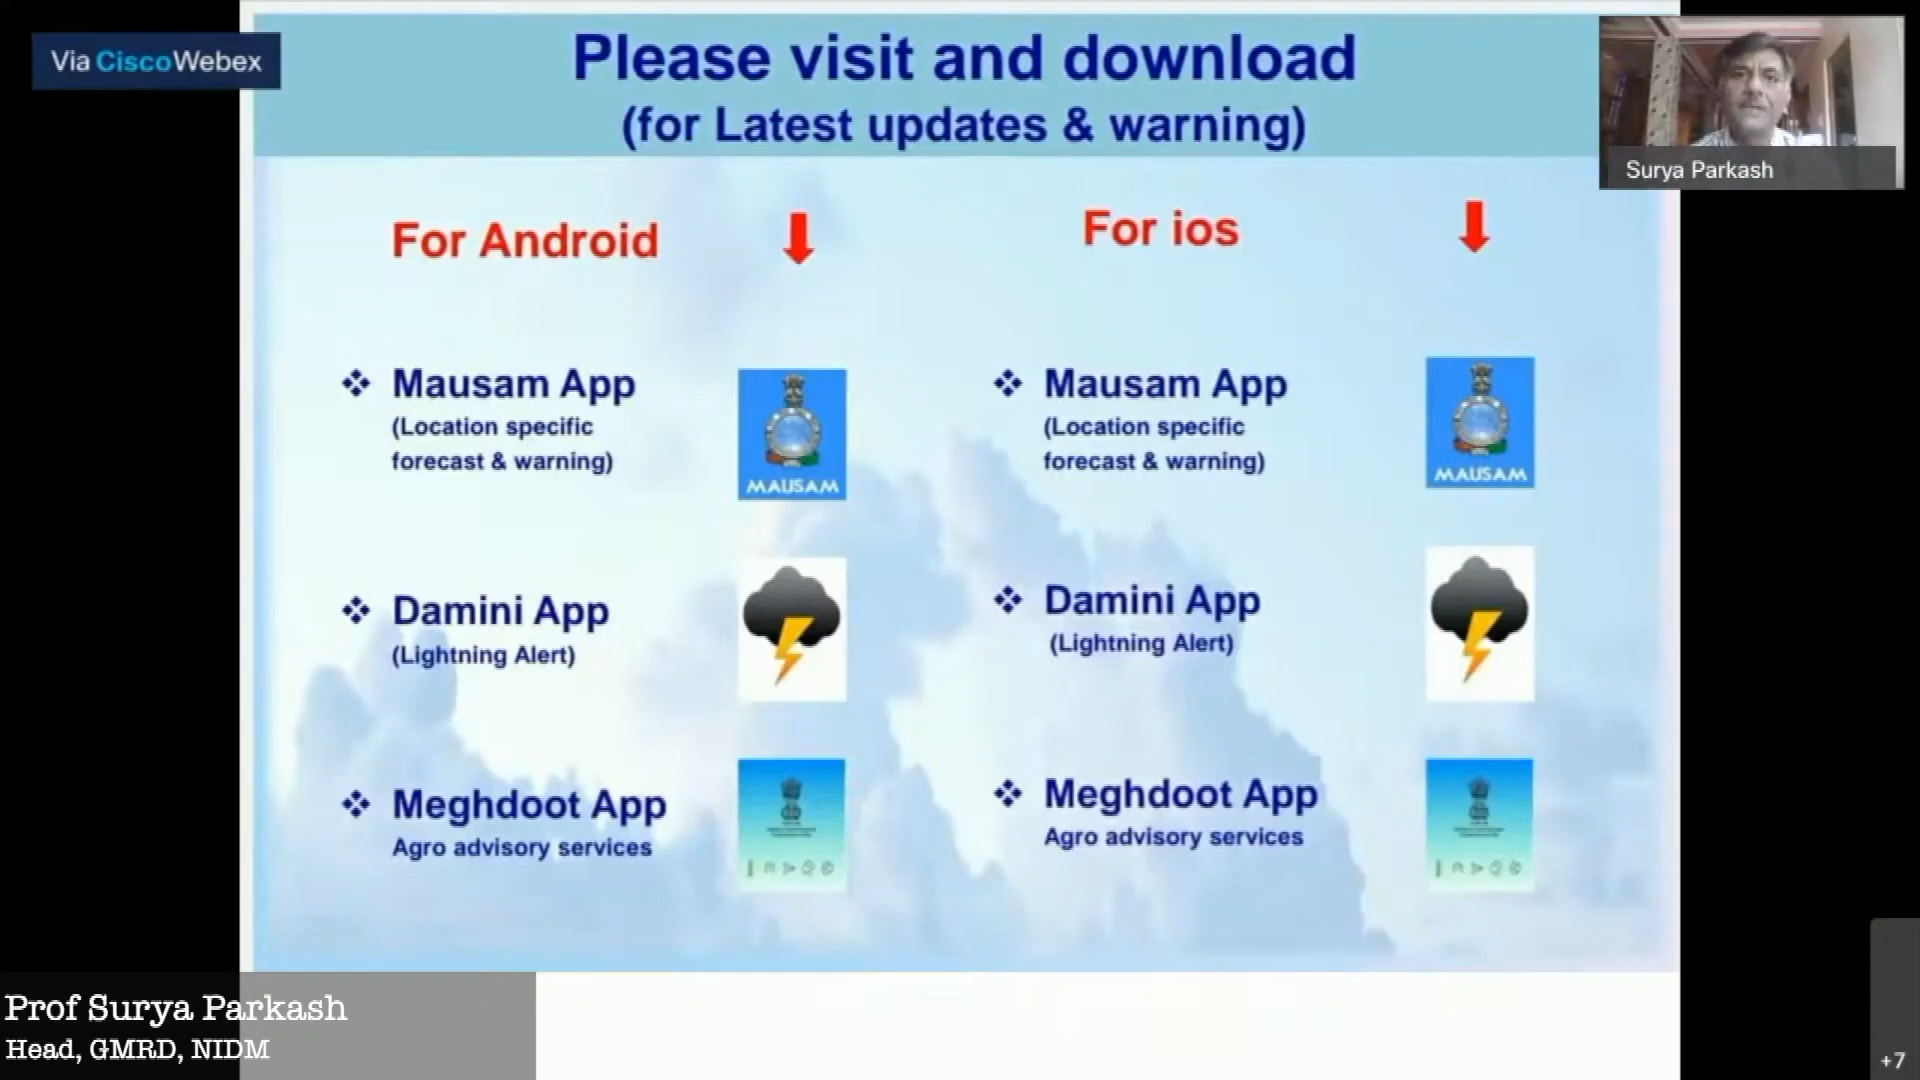 Via CiscoWebex
Please visit and download
(for Latest updates & warning)
Surya Parkash
For Android
For ios
Mausam App
(Location specific
forecast & warning)
MAUSAM
Mausam App
(Location specific
forecast & warning)
MAUSAM
Damini App
(Lightning Alert)
Damini App
(Lightning Alert)
Meghdoot App
Agro advisory services
Meghdoot App
Agro advisory services
Prof Surya Parkash
Head, GMRD, NIDM
+7